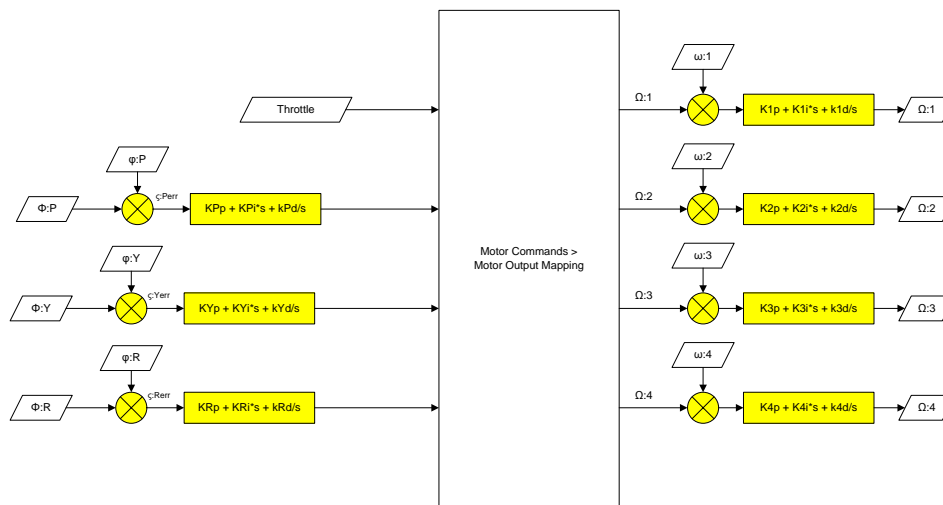 Throttle
φ:P
Φ:P
ς:Perr
KPp + KPi*s + kPd/s
φ:Y
Φ:Y
ς:Yerr
KYp + KYi*s + kYd/s
φ:R
Φ:R
ς:Rerr
KRp + KRi*s + kRd/s
Motor Commands >
Motor Output Mapping
ω:1
Ω:1
K1p + K1i*s + k1d/s
Ω:1
ω:2
Ω:2
K2p + K2i*s + k2d/s
Ω:2
ω:3
Ω:3
K3p + K3i*s + k3d/s
Ω:3
ω:4
Ω:4
K4p + K4i*s + k4d/s
Ω:4